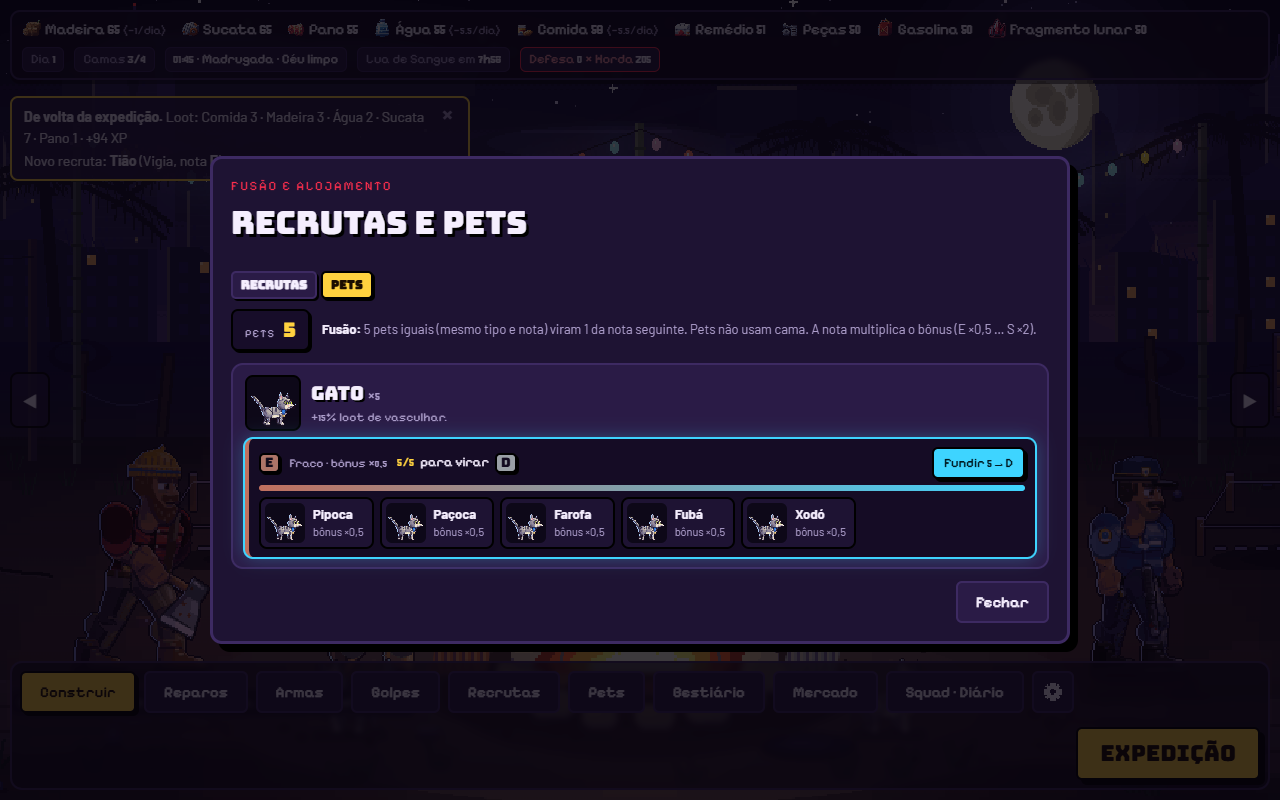 Madeira 65 (-1/dia) Sucata 65 Pano 55 Água 55 (-5.5/dia) Comida 59 (-5.5/dia) Remédio 51 Peças 50 Gasolina 50 Fragmento lunar 50
Dia 1 Camas 3/4 01:45 · Madrugada · Céu limpo Lua de Sangue em 7h59 Defesa 0 × Horda 205
De volta da expedição. Loot: Comida 3 · Madeira 3 · Água 2 · Sucata
7 · Pano 1 · +94 XP
Novo recruta: Tião (Vigia, nota
FUSÃO E ALOJAMENTO
RECRUTAS E PETS
RECRUTAS PETS
PETS 5 Fusão: 5 pets iguais (mesmo tipo e nota) viram 1 da nota seguinte. Pets não usam cama. A nota multiplica o bônus (E ×0,5 … S ×2).
GATO ×5
+15% loot de vasculhar.
E Fraco · bônus ×0,5 5/5 para virar D Fundir 5 → D
Pipoca Paçoca Farofa Fubá Xodó
bônus ×0,5 bônus ×0,5 bônus ×0,5 bônus ×0,5 bônus ×0,5
Fechar
Construir Reparos Armas Golpes Recrutas Pets Bestiário Mercado Squad · Diário
EXPEDIÇÃO